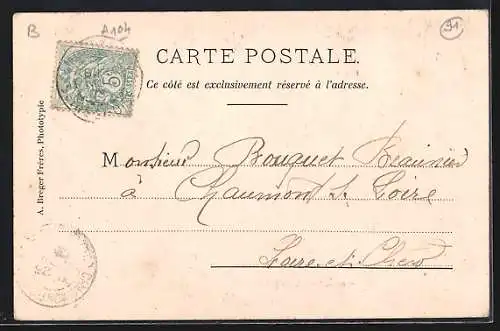 B A104 91
CARTE POSTALE.
Ce côté est exclusivement réservé à l'adresse.
A. Breger Frères, Phototypie
Monsieur Bouquet
à Chaumont s. Loire
Loire et Cher